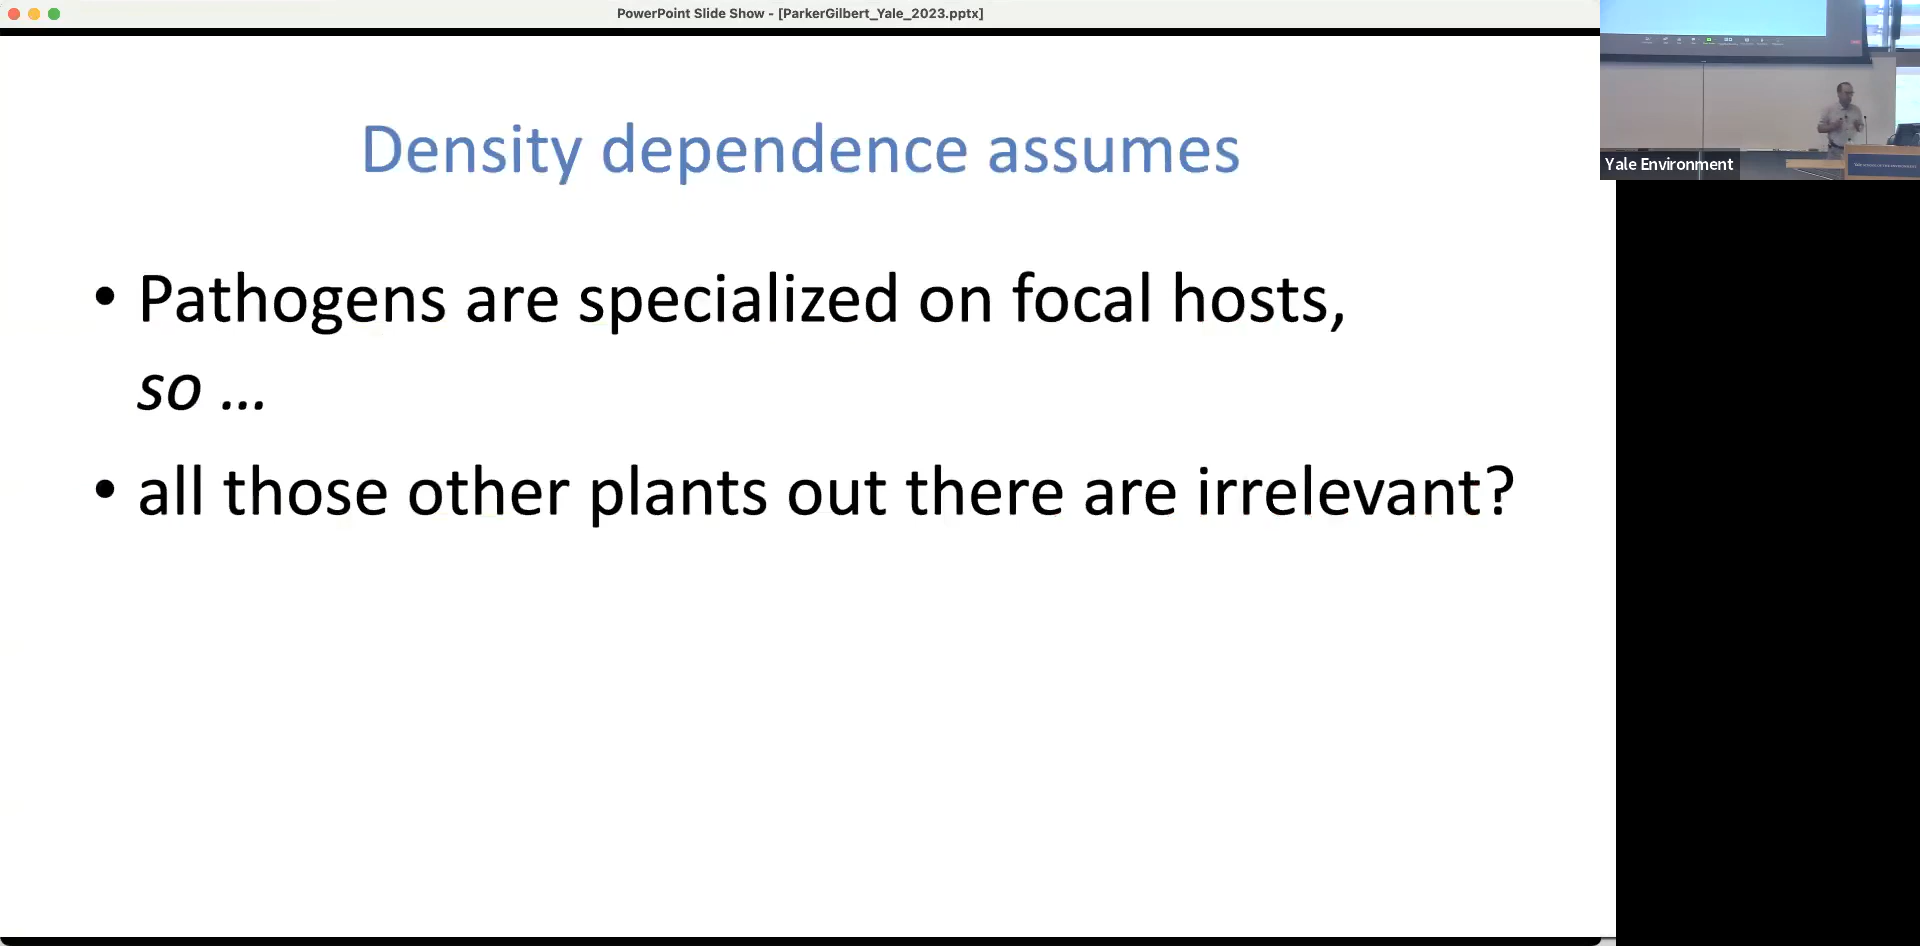 PowerPoint Slide Show - [ParkerGilbert_Yale_2023.pptx]
Density dependence assumes
• Pathogens are specialized on focal hosts,
so …
• all those other plants out there are irrelevant?
Yale Environment